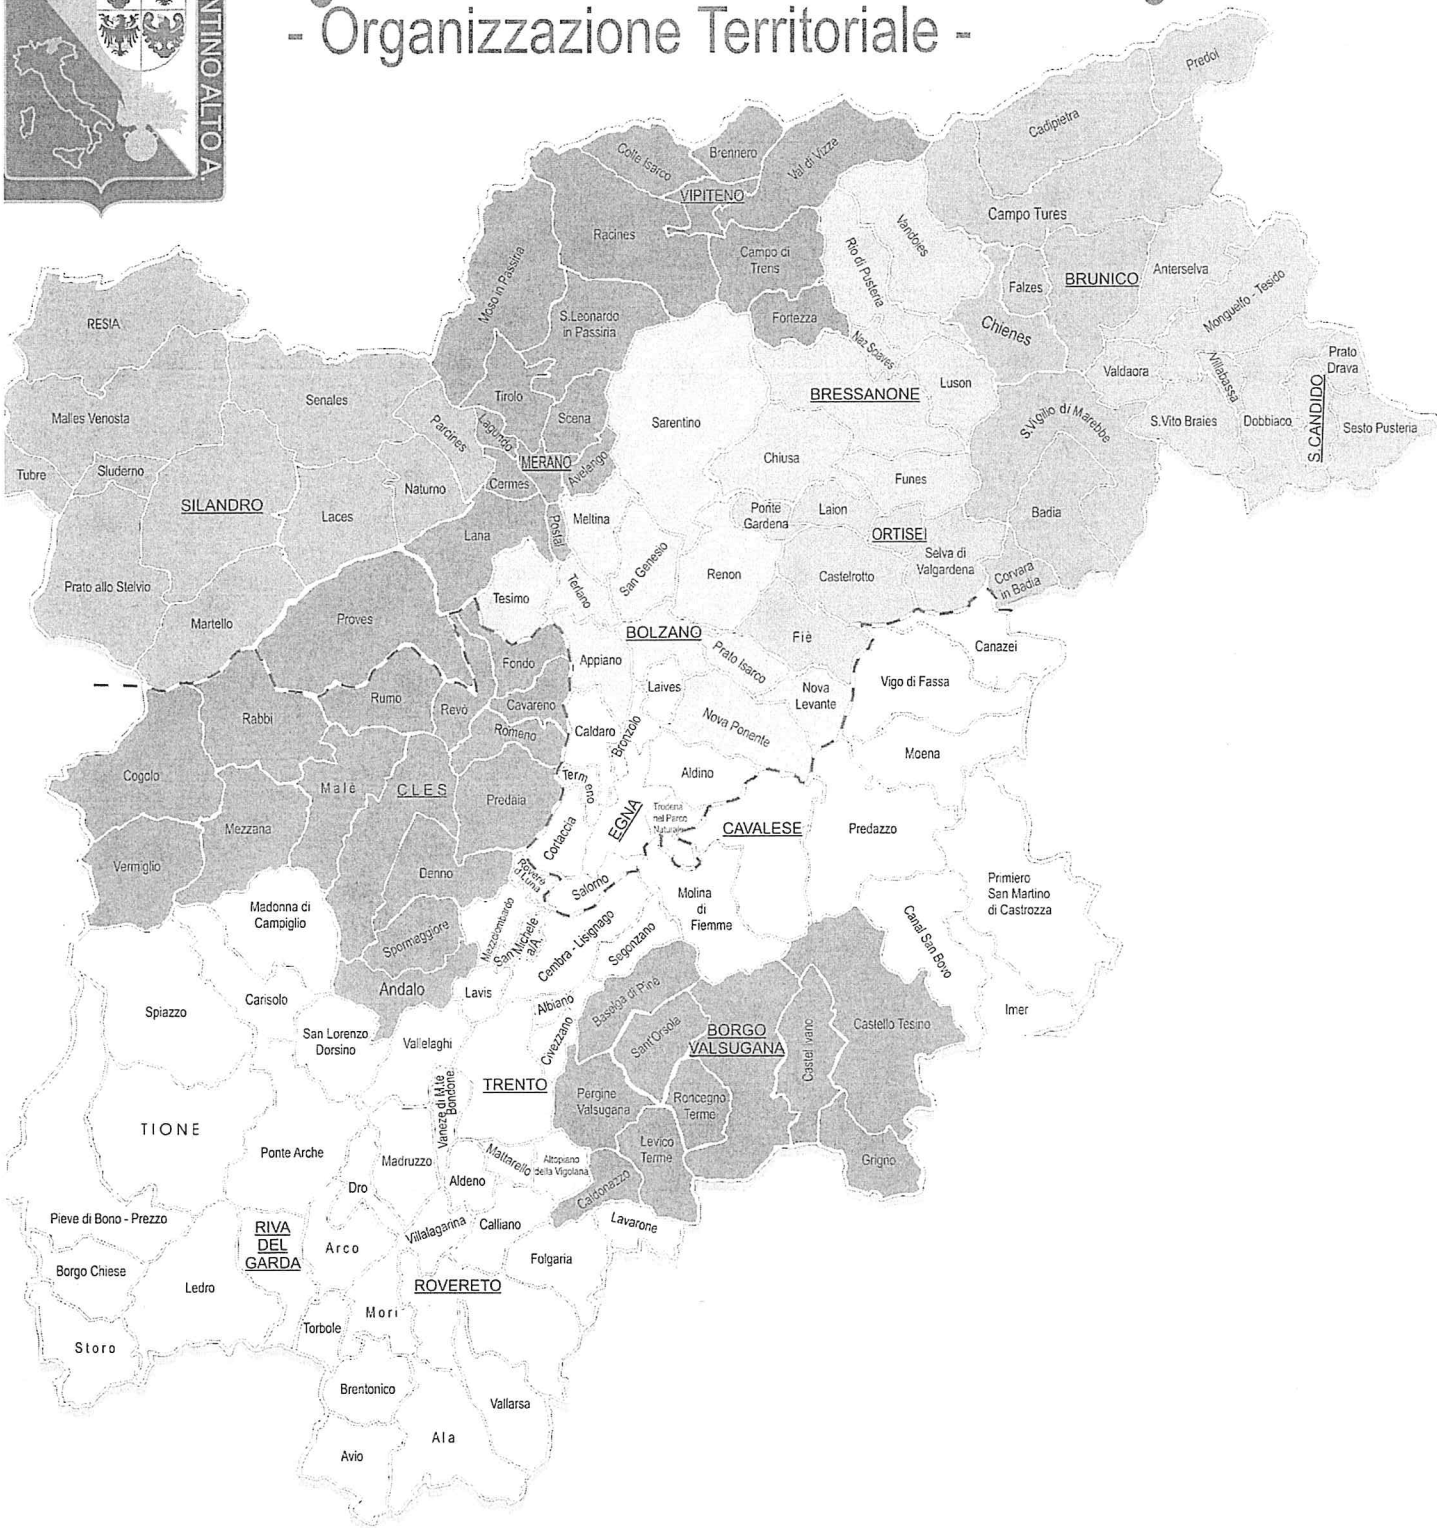 NTINO ALTO A.
- Organizzazione Territoriale -
Predoi
Cadipietra
Colle Isarco
Brennero
Val di Vizze
VIPITENO
Campo Tures
Racines
Vandoies
Campo di
Trens
Rio di Pusteria
Moso in Passiria
Falzes
BRUNICO
Anterselva
Monguelfo - Tesido
RESIA
S.Leonardo
in Passiria
Fortezza
Chienes
Naz Sciaves
Prato
Drava
Valdaora
Villabassa
Luson
BRESSANONE
Senales
Tirolo
Scena
S.CANDIDO
Malles Venosta
Parcines
Lagundo
Sarentino
S.Vigilio di Marebbe
S.Vito Braies
Dobbiaco
Sesto Pusteria
Tubre
Sluderno
MERANO
Avelengo
Chiusa
Funes
Naturno
Cermes
SILANDRO
Laces
Postal
Meltina
Ponte
Gardena
Laion
Badia
Lana
ORTISEI
Selva di
Valgardena
San Genesio
Renon
Castelrotto
Corvara
in Badia
Prato allo Stelvio
Tesimo
Terlano
Martello
Proves
BOLZANO
Fiè
Canazei
Fondo
Appiano
Prato Isarco
Vigo di Fassa
Rumo
Laives
Nova
Levante
Rabbi
Revò
Cavareno
Romeno
Caldaro
Bronzolo
Nova Ponente
Moena
Cogolo
Malè
CLES
Predaia
Termeno
Aldino
Mezzana
Cortaccia
EGNA
Trodena
nel Parco
Naturale
CAVALESE
Predazzo
Vermiglio
Denno
Roverè
d'Luna
Salorno
Molina
di
Fiemme
Primiero
San Martino
di Castrozza
Madonna di
Campiglio
Spormaggiore
Mezzolombardo
San Michele
a/A.
Cembra - Lisignago
Segonzano
Canal San Bovo
Andalo
Lavis
Carisolo
Spiazzo
Albiano
Baselga di Pinè
Imer
San Lorenzo
Dorsino
Vallelaghi
Civezzano
Sant'Orsola
BORGO
VALSUGANA
Castel Ivano
Castello Tesino
TRENTO
Vaneze di M.te
Bondone
Pergine
Valsugana
Roncegno
Terme
TIONE
Ponte Arche
Madruzzo
Mattarello
Altopiano
della Vigolana
Levico
Terme
Grigno
Dro
Aldeno
Caldonazzo
Pieve di Bono - Prezzo
RIVA
DEL
GARDA
Arco
Villalagarina
Calliano
Lavarone
Folgaria
Borgo Chiese
Ledro
ROVERETO
Mori
Torbole
Storo
Brentonico
Vallarsa
Ala
Avio